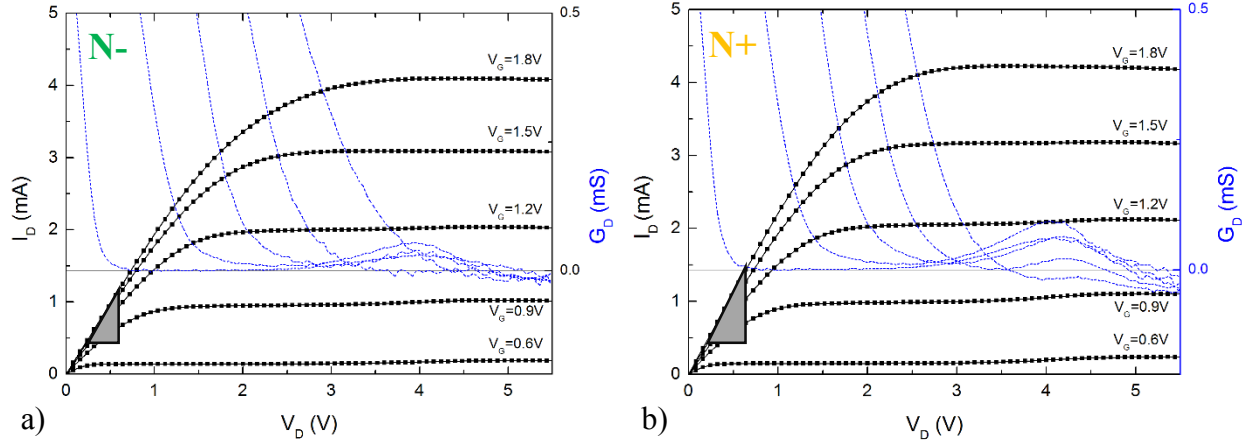 N-
5
4
3
2
1
0
I_D (mA)
V_G=1.8V
V_G=1.5V
V_G=1.2V
V_G=0.9V
V_G=0.6V
0.5
0.0
G_D (mS)
0 1 2 3 4 5
V_D (V)
a)
N+
5
4
3
2
1
0
I_D (mA)
V_G=1.8V
V_G=1.5V
V_G=1.2V
V_G=0.9V
V_G=0.6V
0.5
0.0
G_D (mS)
0 1 2 3 4 5
V_D (V)
b)